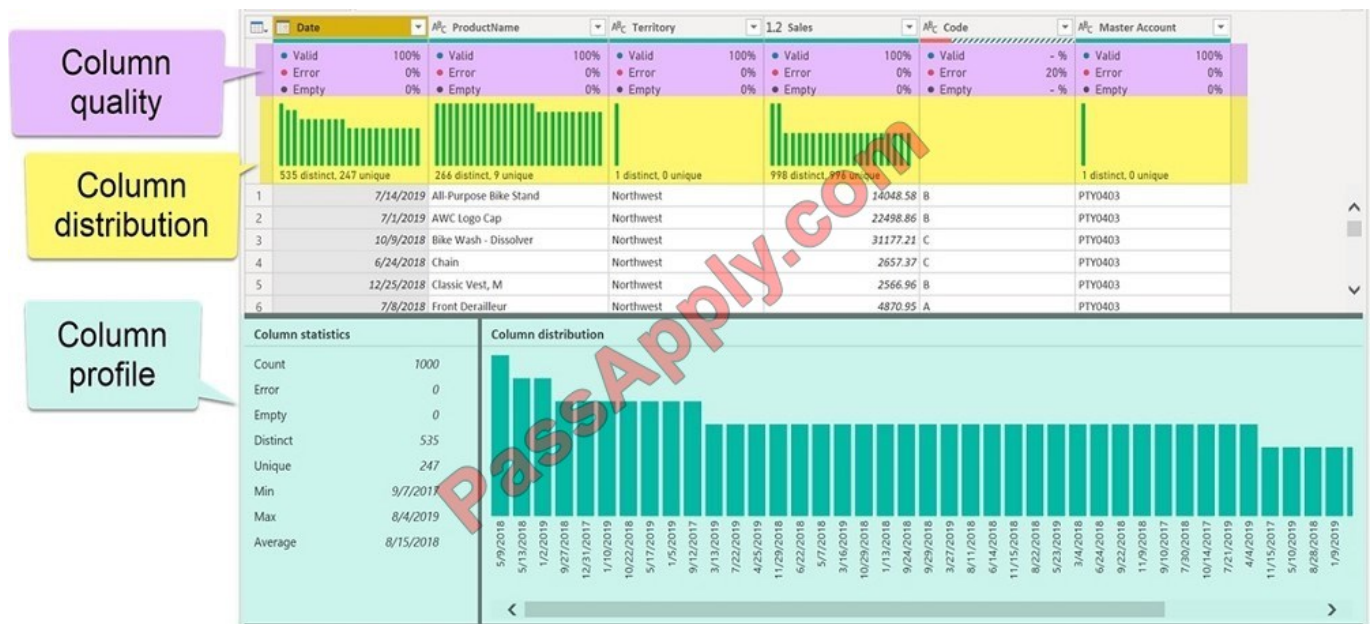 Column
quality
Column
distribution
Column
profile
Date ABC ProductName ABC Territory 1.2 Sales ABC Code ABC Master Account
Valid 100% Valid 100% Valid 100% Valid 100% Valid - % Valid 100%
Error 0% Error 0% Error 0% Error 0% Error 20% Error 0%
Empty 0% Empty 0% Empty 0% Empty 0% Empty - % Empty 0%
535 distinct, 247 unique 266 distinct, 9 unique 1 distinct, 0 unique 998 distinct, 996 unique 1 distinct, 0 unique
1 7/14/2019 All-Purpose Bike Stand Northwest 14048.58 B PTY0403
2 7/1/2019 AWC Logo Cap Northwest 22498.86 B PTY0403
3 10/9/2018 Bike Wash - Dissolver Northwest 31177.21 C PTY0403
4 6/24/2018 Chain Northwest 2657.37 C PTY0403
5 12/25/2018 Classic Vest, M Northwest 2566.96 B PTY0403
6 7/8/2018 Front Derailleur Northwest 4870.95 A PTY0403
Column statistics
Count 1000
Error 0
Empty 0
Distinct 535
Unique 247
Min 9/7/2017
Max 8/4/2019
Average 8/15/2018
Column distribution
5/9/2018
5/13/2018
1/2/2019
9/27/2018
12/31/2017
1/10/2019
10/22/2018
5/17/2019
1/5/2019
9/12/2017
3/13/2019
7/22/2019
4/25/2019
11/29/2018
6/22/2018
5/7/2018
3/16/2019
10/29/2018
1/13/2018
9/24/2018
9/29/2018
3/27/2019
8/11/2018
6/14/2018
11/15/2018
8/22/2018
5/23/2019
3/4/2018
6/24/2018
9/22/2018
11/9/2018
9/10/2017
7/30/2018
10/14/2017
7/21/2019
4/4/2019
11/15/2017
5/10/2019
8/28/2018
1/9/2019
PassApply.com